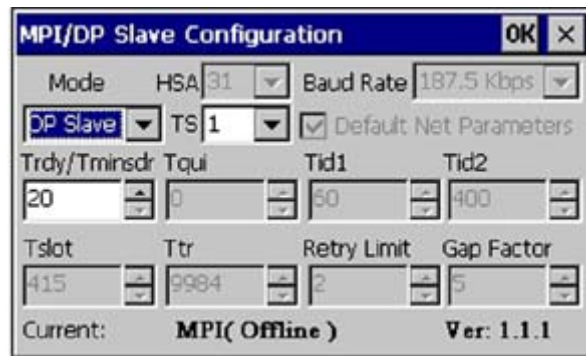 MPI/DP Slave Configuration OK ×
Mode HSA 31 Baud Rate 187.5 Kbps
DP Slave TS 1 Default Net Parameters
Trdy/Tminsdr Tqui Tid1 Tid2
20 0 60 400
Tslot Ttr Retry Limit Gap Factor
415 9984 2 5
Current: MPI( Offline ) Ver: 1.1.1